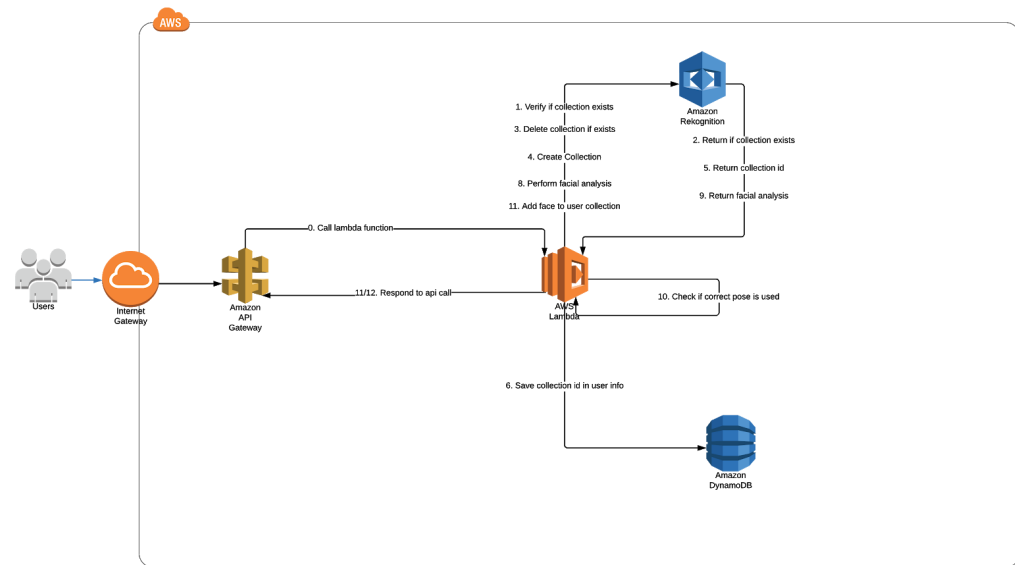 AWS
Amazon
Rekognition
1. Verify if collection exists
3. Delete collection if exists
4. Create Collection
8. Perform facial analysis
11. Add face to user collection
2. Return if collection exists
5. Return collection id
9. Return facial analysis
0. Call lambda function
Users
Internet
Gateway
Amazon
API
Gateway
11/12. Respond to api call
AWS
Lambda
10. Check if correct pose is used
6. Save collection id in user info
Amazon
DynamoDB